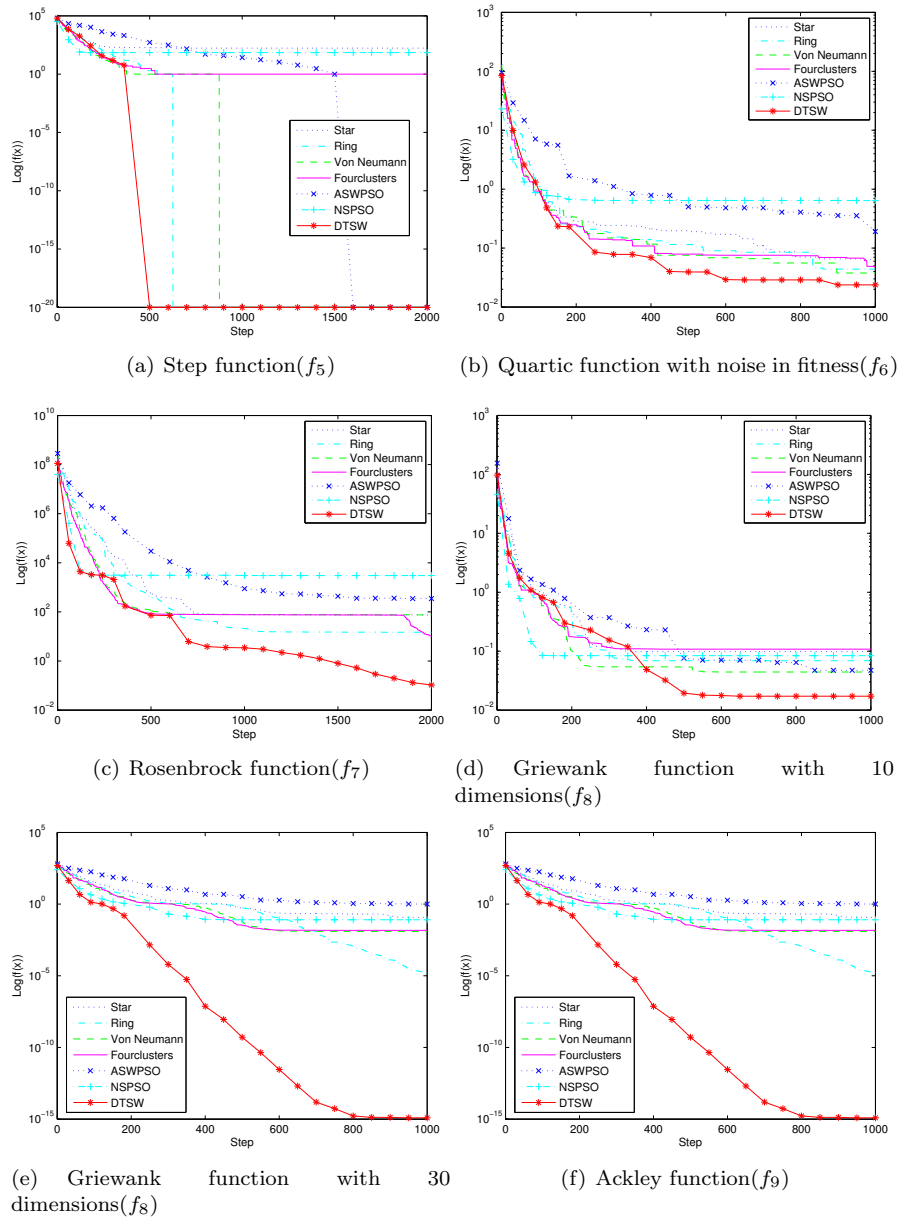 10^5
10^0
10^-5
10^-10
10^-15
10^-20
Log(f(x))
0
500
1000
1500
2000
Step
Star
Ring
Von Neumann
Fourclusters
ASWPSO
NSPSO
DTSW
(a) Step function(f5)
10^3
10^2
10^1
10^0
10^-1
10^-2
Log(f(x))
0
200
400
600
800
1000
Step
Star
Ring
Von Neumann
Fourclusters
ASWPSO
NSPSO
DTSW
(b) Quartic function with noise in fitness(f6)
10^10
10^8
10^6
10^4
10^2
10^0
10^-2
Log(f(x))
0
500
1000
1500
2000
Step
Star
Ring
Von Neumann
Fourclusters
ASWPSO
NSPSO
DTSW
(c) Rosenbrock function(f7)
10^3
10^2
10^1
10^0
10^-1
10^-2
Log(f(x))
0
200
400
600
800
1000
Step
Star
Ring
Von Neumann
Fourclusters
ASWPSO
NSPSO
DTSW
(d) Griewank function with 10
dimensions(f8)
10^5
10^0
10^-5
10^-10
10^-15
Log(f(x))
0
200
400
600
800
1000
Step
Star
Ring
Von Neumann
Fourclusters
ASWPSO
NSPSO
DTSW
(e) Griewank function with 30
dimensions(f8)
10^5
10^0
10^-5
10^-10
10^-15
Log(f(x))
0
200
400
600
800
1000
Step
Star
Ring
Von Neumann
Fourclusters
ASWPSO
NSPSO
DTSW
(f) Ackley function(f9)